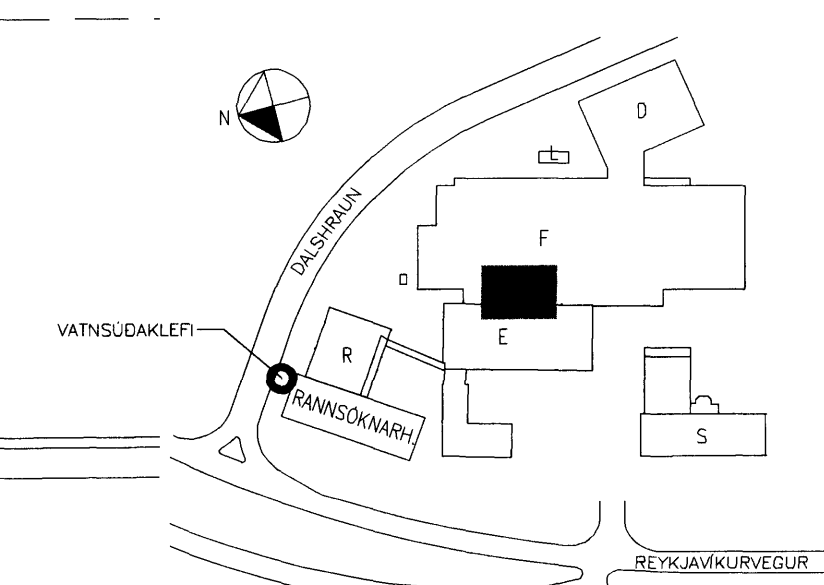 N
D
L
DALSHRAUN
F
VATNSÚÐAKLEFI
E
R
RANNSÓKNARH.
S
REYKJAVÍKURVEGUR